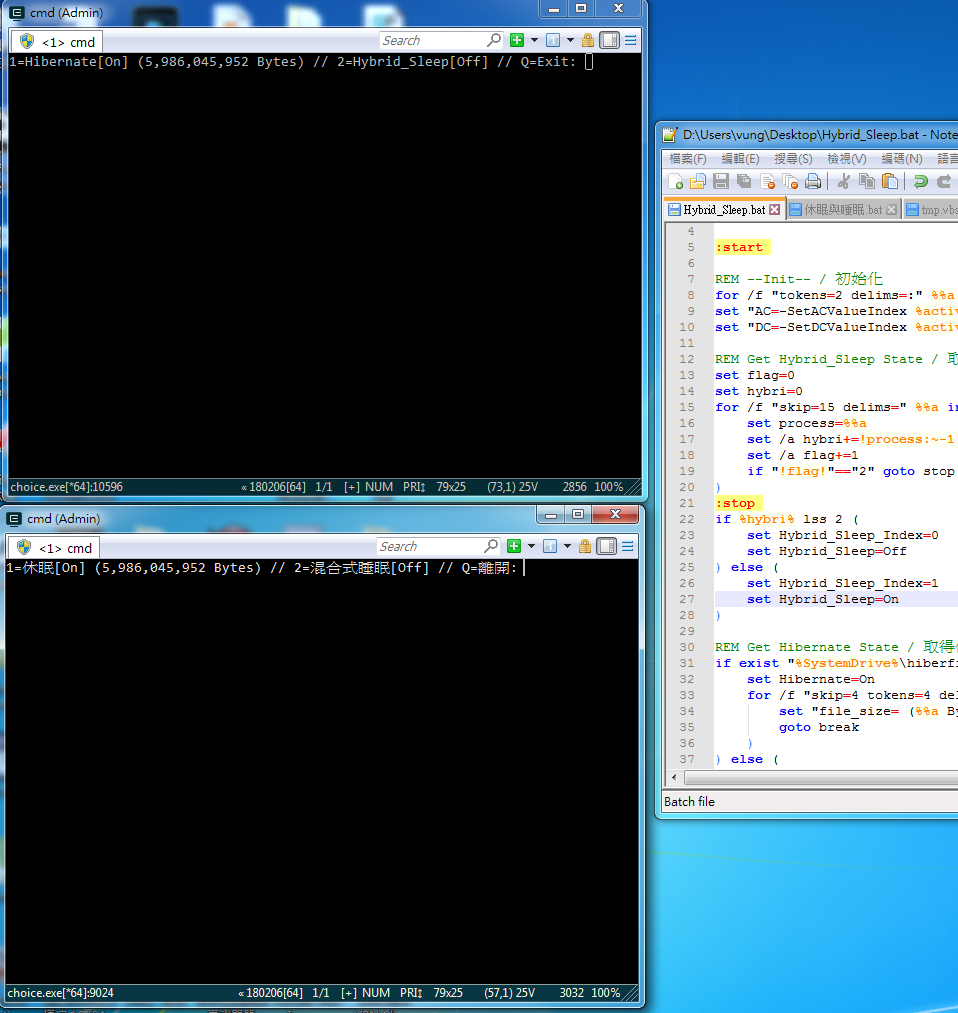 cmd (Admin)
<1> cmd
Search
1=Hibernate[On] (5,986,045,952 Bytes) // 2=Hybrid_Sleep[Off] // Q=Exit:
choice.exe[*64]:10596
«180206[64] 1/1 [+] NUM PRI↕ 79x25 (73,1) 25V 2856 100%
cmd (Admin)
<1> cmd
Search
1=休眠[On] (5,986,045,952 Bytes) // 2=混合式睡眠[Off] // Q=離開:
choice.exe[*64]:9024
«180206[64] 1/1 [+] NUM PRI↕ 79x25 (57,1) 25V 3032 100%
D:\Users\vung\Desktop\Hybrid_Sleep.bat - Note
檔案(F) 編輯(E) 搜尋(S) 檢視(V) 編碼(N) 語言
Hybrid_Sleep.bat 休眠與睡眠.bat tmp.vbs
4
5 :start
6
7 REM --Init-- / 初始化
8 for /f "tokens=2 delims=:" %%a
9 set "AC=-SetACValueIndex %activ
10 set "DC=-SetDCValueIndex %activ
11
12 REM Get Hybrid_Sleep State / 取
13 set flag=0
14 set hybri=0
15 for /f "skip=15 delims=" %%a in
16 set process=%%a
17 set /a hybri+=!process:~-1
18 set /a flag+=1
19 if "!flag!"=="2" goto stop
20 )
21 :stop
22 if %hybri% lss 2 (
23 set Hybrid_Sleep_Index=0
24 set Hybrid_Sleep=Off
25 ) else (
26 set Hybrid_Sleep_Index=1
27 set Hybrid_Sleep=On
28 )
29
30 REM Get Hibernate State / 取得
31 if exist "%SystemDrive%\hiberfi
32 set Hibernate=On
33 for /f "skip=4 tokens=4 del
34 set "file_size= (%%a By
35 goto break
36 )
37 ) else (
Batch file